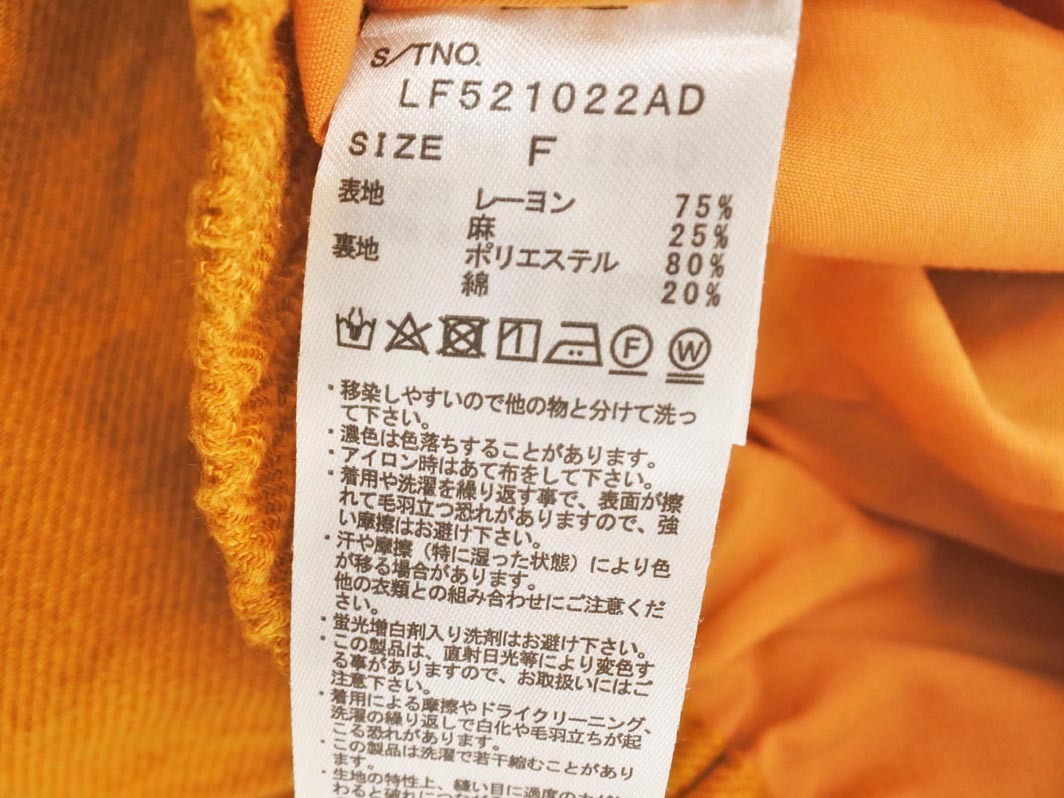 S/TNO.
LF521022AD
SIZE F
表地 レーヨン 75%
麻 25%
裏地 ポリエステル 80%
綿 20%
F W
・移染しやすいので他の物と分けて洗っ
て下さい。
・濃色は色落ちすることがあります。
・アイロン時はあて布をして下さい。
・着用や洗濯を繰り返す事で、表面が擦
れて毛羽立つ恐れがありますので、強
い摩擦はお避け下さい。
・汗や摩擦（特に湿った状態）により色
が移る場合があります。
他の衣類との組み合わせにご注意くだ
さい。
・蛍光増白剤入り洗剤はお避け下さい。
・この製品は、直射日光等により変色す
る事がありますので、お取扱いにはご
注意下さい。
・着用による摩擦やドライクリーニング、
洗濯の繰り返しで白化や毛羽立ちが起
こる恐れがあります。
・この製品は洗濯で若干縮むことがあり
ます。
・生地の特性上、縫い目に過度の
わると破れに